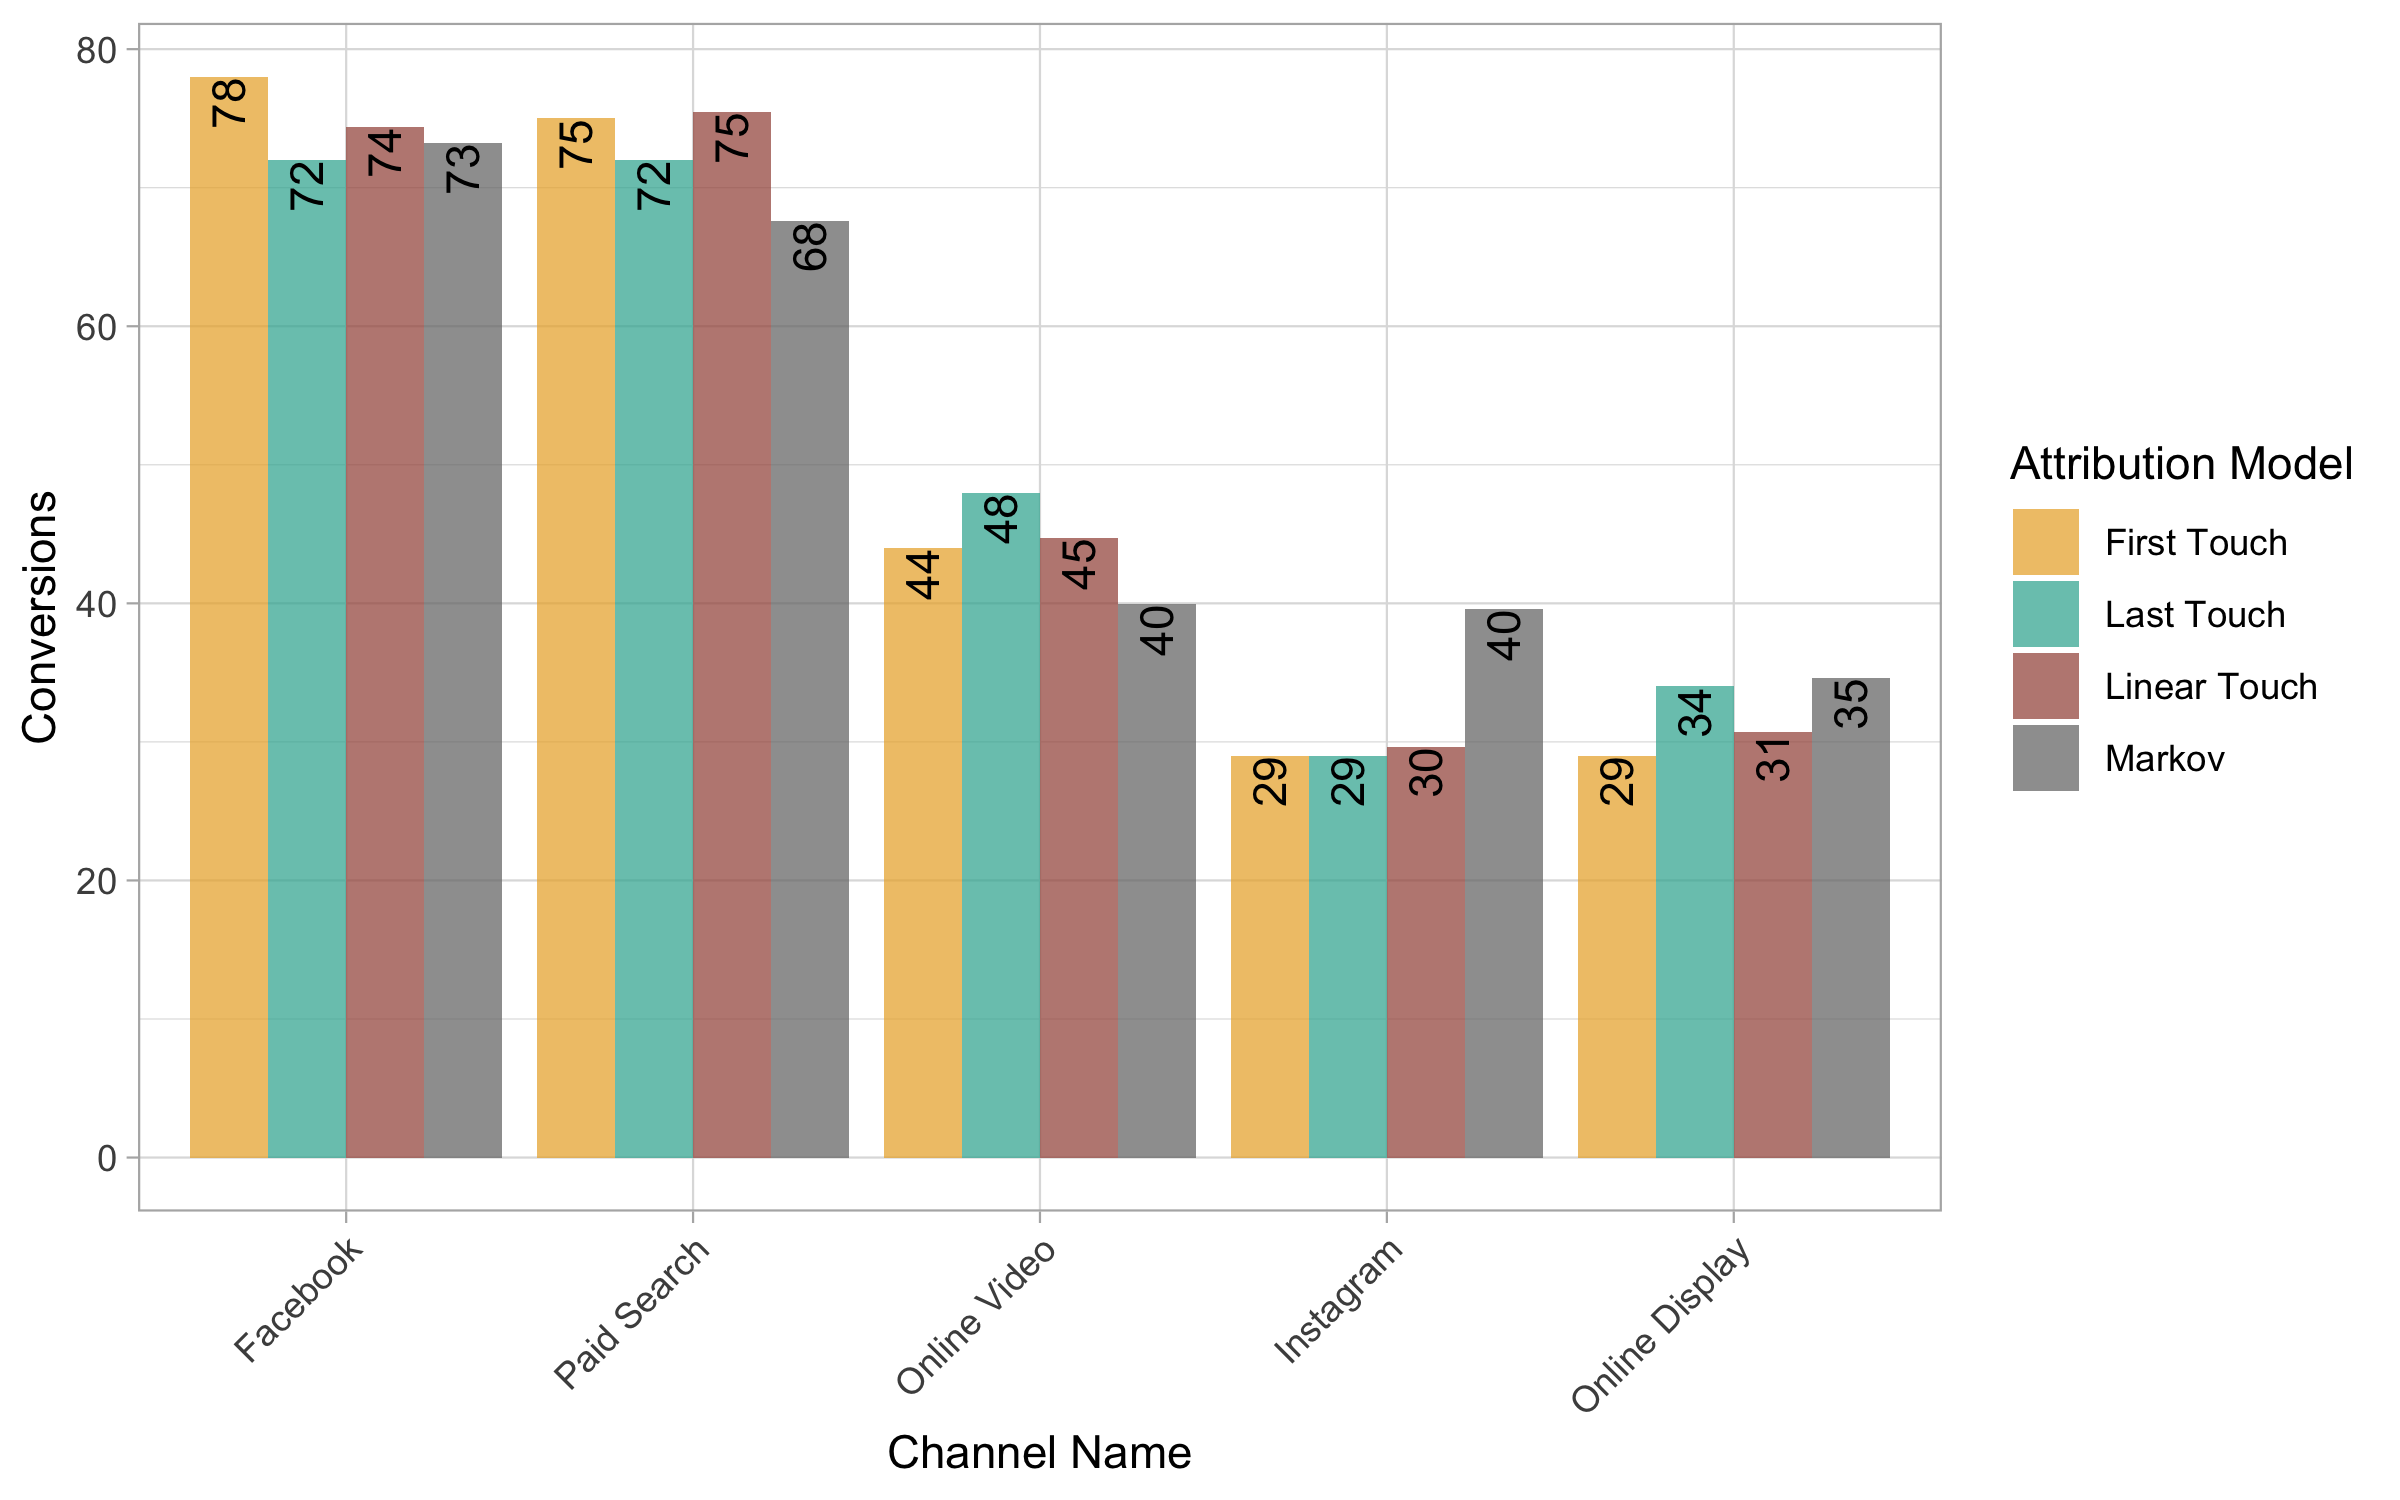 80
60
40
20
0
Conversions
78
72
74
73
75
72
75
68
44
48
45
40
29
29
30
40
29
34
31
35
Facebook
Paid Search
Online Video
Instagram
Online Display
Channel Name
Attribution Model
First Touch
Last Touch
Linear Touch
Markov